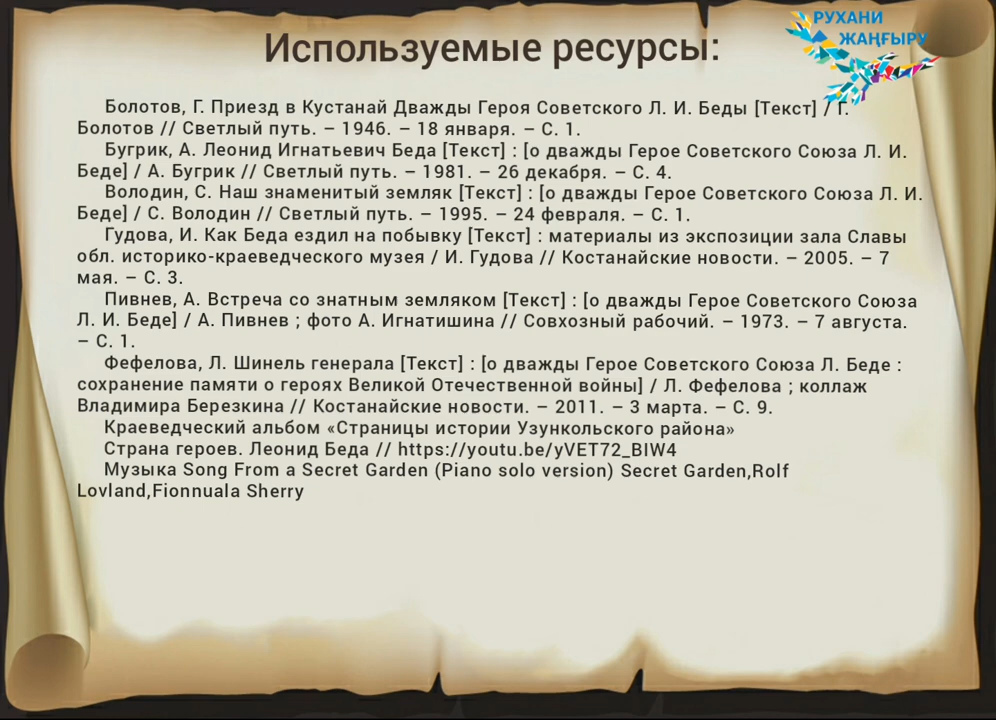 РУХАНИ
ЖАҢҒЫРУ
Используемые ресурсы:
Болотов, Г. Приезд в Кустанай Дважды Героя Советского Л. И. Беды [Текст] / Г.
Болотов // Светлый путь. – 1946. – 18 января. – С. 1.
Бугрик, А. Леонид Игнатьевич Беда [Текст] : [о дважды Герое Советского Союза Л. И.
Беде] / А. Бугрик // Светлый путь. – 1981. – 26 декабря. – С. 4.
Володин, С. Наш знаменитый земляк [Текст] : [о дважды Герое Советского Союза Л. И.
Беде] / С. Володин // Светлый путь. – 1995. – 24 февраля. – С. 1.
Гудова, И. Как Беда ездил на побывку [Текст] : материалы из экспозиции зала Славы
обл. историко-краеведческого музея / И. Гудова // Костанайские новости. – 2005. – 7
мая. – С. 3.
Пивнев, А. Встреча со знатным земляком [Текст] : [о дважды Герое Советского Союза
Л. И. Беде] / А. Пивнев ; фото А. Игнатишина // Совхозный рабочий. – 1973. – 7 августа.
– С. 1.
Фефелова, Л. Шинель генерала [Текст] : [о дважды Герое Советского Союза Л. Беде :
сохранение памяти о героях Великой Отечественной войны] / Л. Фефелова ; коллаж
Владимира Березкина // Костанайские новости. – 2011. – 3 марта. – С. 9.
Краеведческий альбом «Страницы истории Узункольского района»
Страна героев. Леонид Беда // https://youtu.be/yVET72_BIW4
Музыка Song From a Secret Garden (Piano solo version) Secret Garden,Rolf
Lovland,Fionnuala Sherry